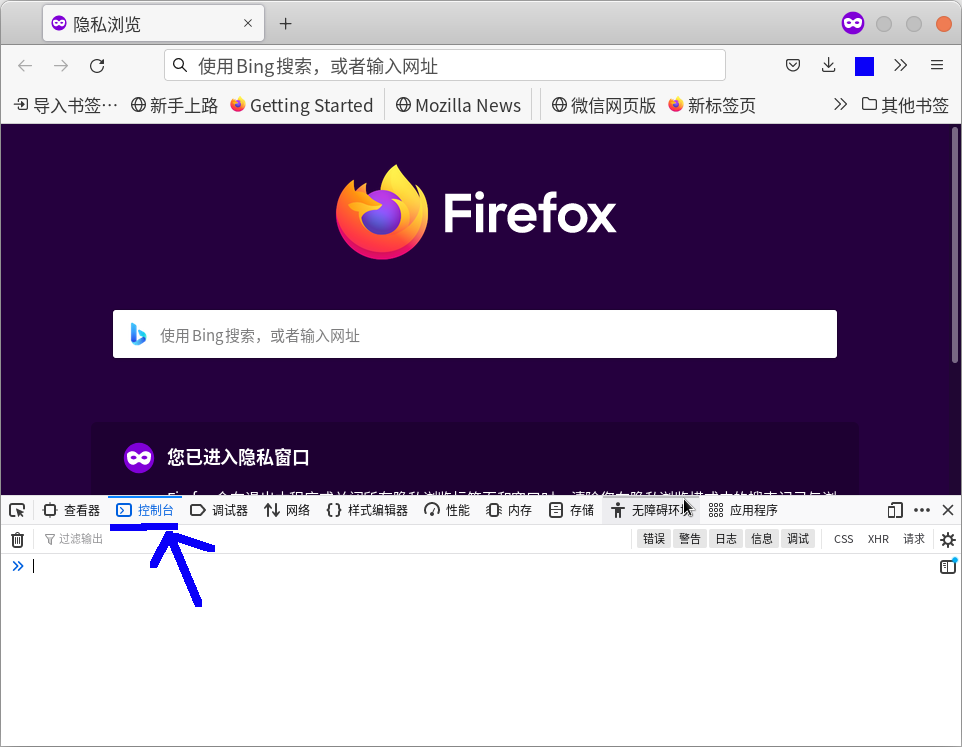 隐私浏览
使用Bing搜索，或者输入网址
导入书签… 新手上路 Getting Started Mozilla News 微信网页版 新标签页 其他书签
Firefox
使用Bing搜索，或者输入网址
您已进入隐私窗口
查看器 控制台 调试器 网络 样式编辑器 性能 内存 存储 无障碍环境 应用程序
过滤输出 错误 警告 日志 信息 调试 CSS XHR 请求